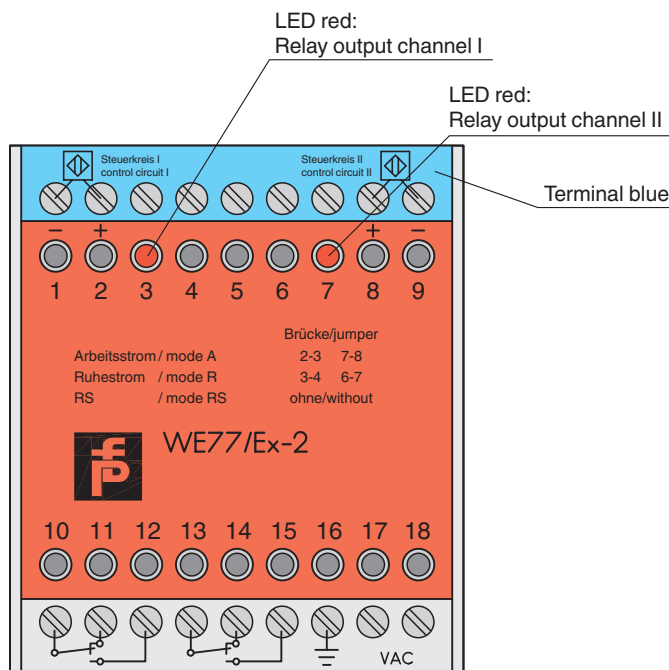 LED red:
Relay output channel I
LED red:
Relay output channel II
Steuerkreis I
control circuit I
Steuerkreis II
control circuit II
Terminal blue
− + + −
1 2 3 4 5 6 7 8 9
Brücke/jumper
Arbeitsstrom / mode A 2-3 7-8
Ruhestrom / mode R 3-4 6-7
RS / mode RS ohne/without
WE77/Ex-2
10 11 12 13 14 15 16 17 18
VAC